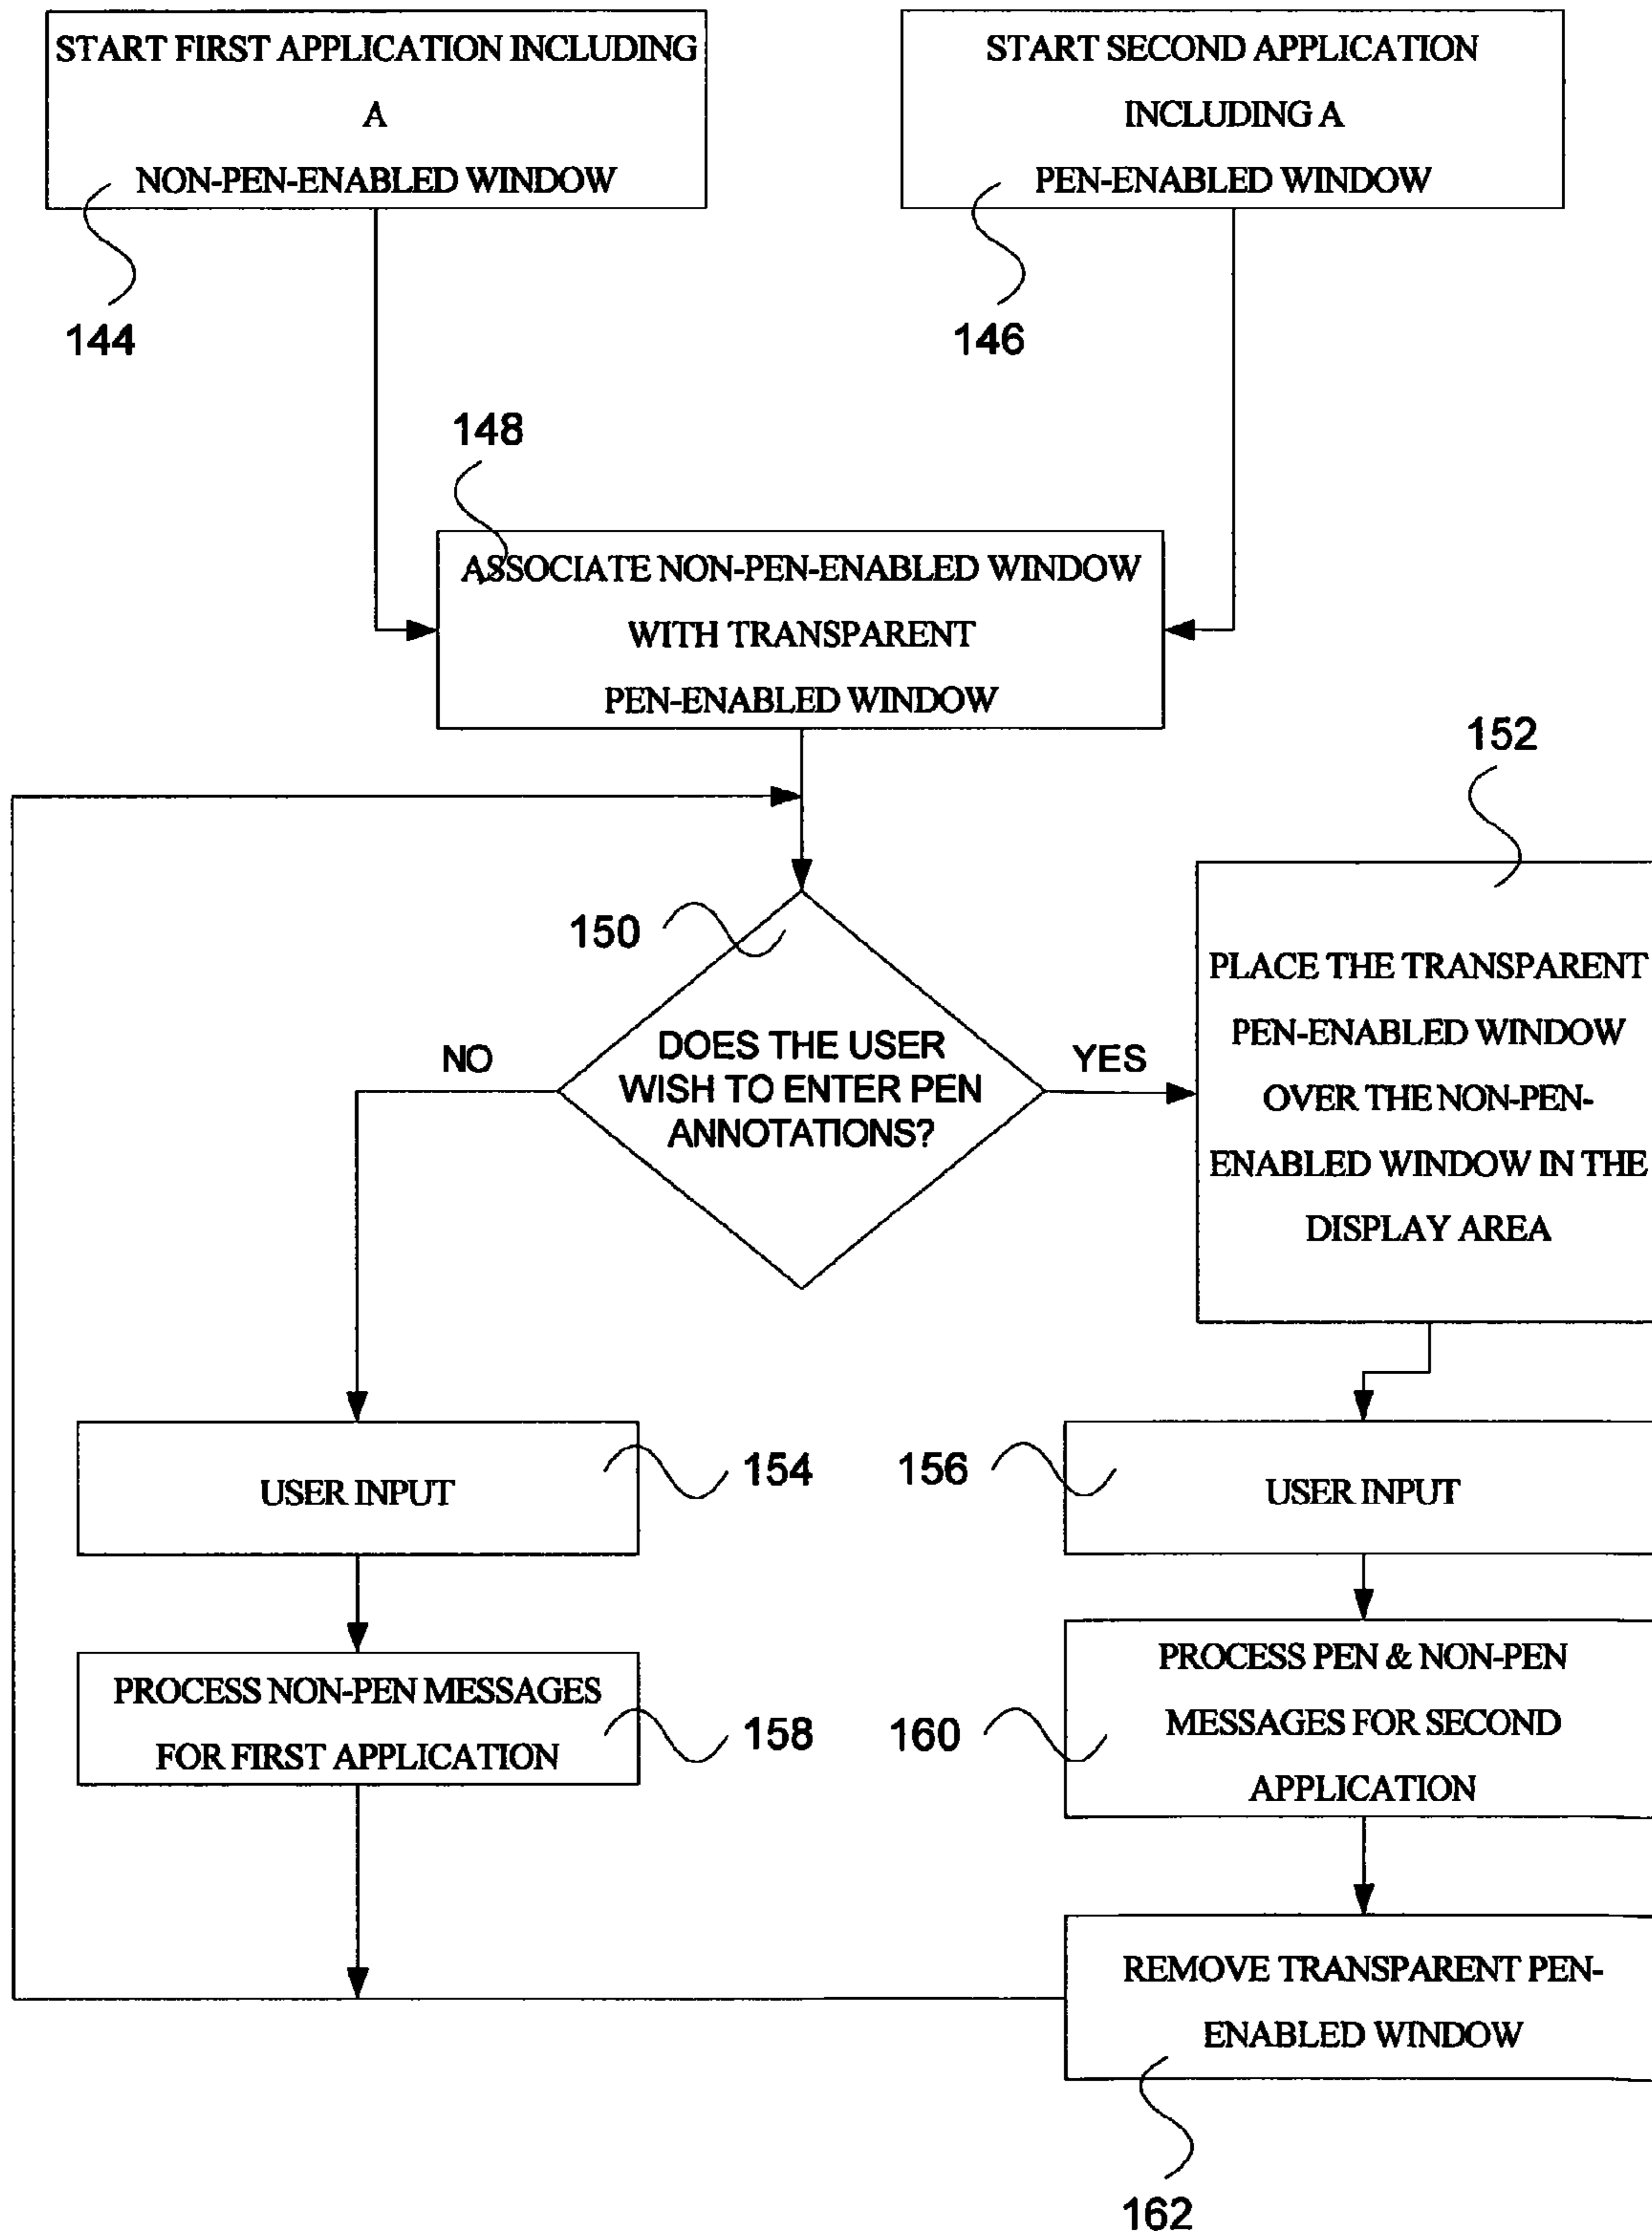 START FIRST APPLICATION INCLUDING
A
NON-PEN-ENABLED WINDOW
144
START SECOND APPLICATION
INCLUDING A
PEN-ENABLED WINDOW
146
148
ASSOCIATE NON-PEN-ENABLED WINDOW
WITH TRANSPARENT
PEN-ENABLED WINDOW
150
DOES THE USER
WISH TO ENTER PEN
ANNOTATIONS?
NO
YES
152
PLACE THE TRANSPARENT
PEN-ENABLED WINDOW
OVER THE NON-PEN-
ENABLED WINDOW IN THE
DISPLAY AREA
USER INPUT
154
156
USER INPUT
PROCESS NON-PEN MESSAGES
FOR FIRST APPLICATION
158
160
PROCESS PEN & NON-PEN
MESSAGES FOR SECOND
APPLICATION
REMOVE TRANSPARENT PEN-
ENABLED WINDOW
162